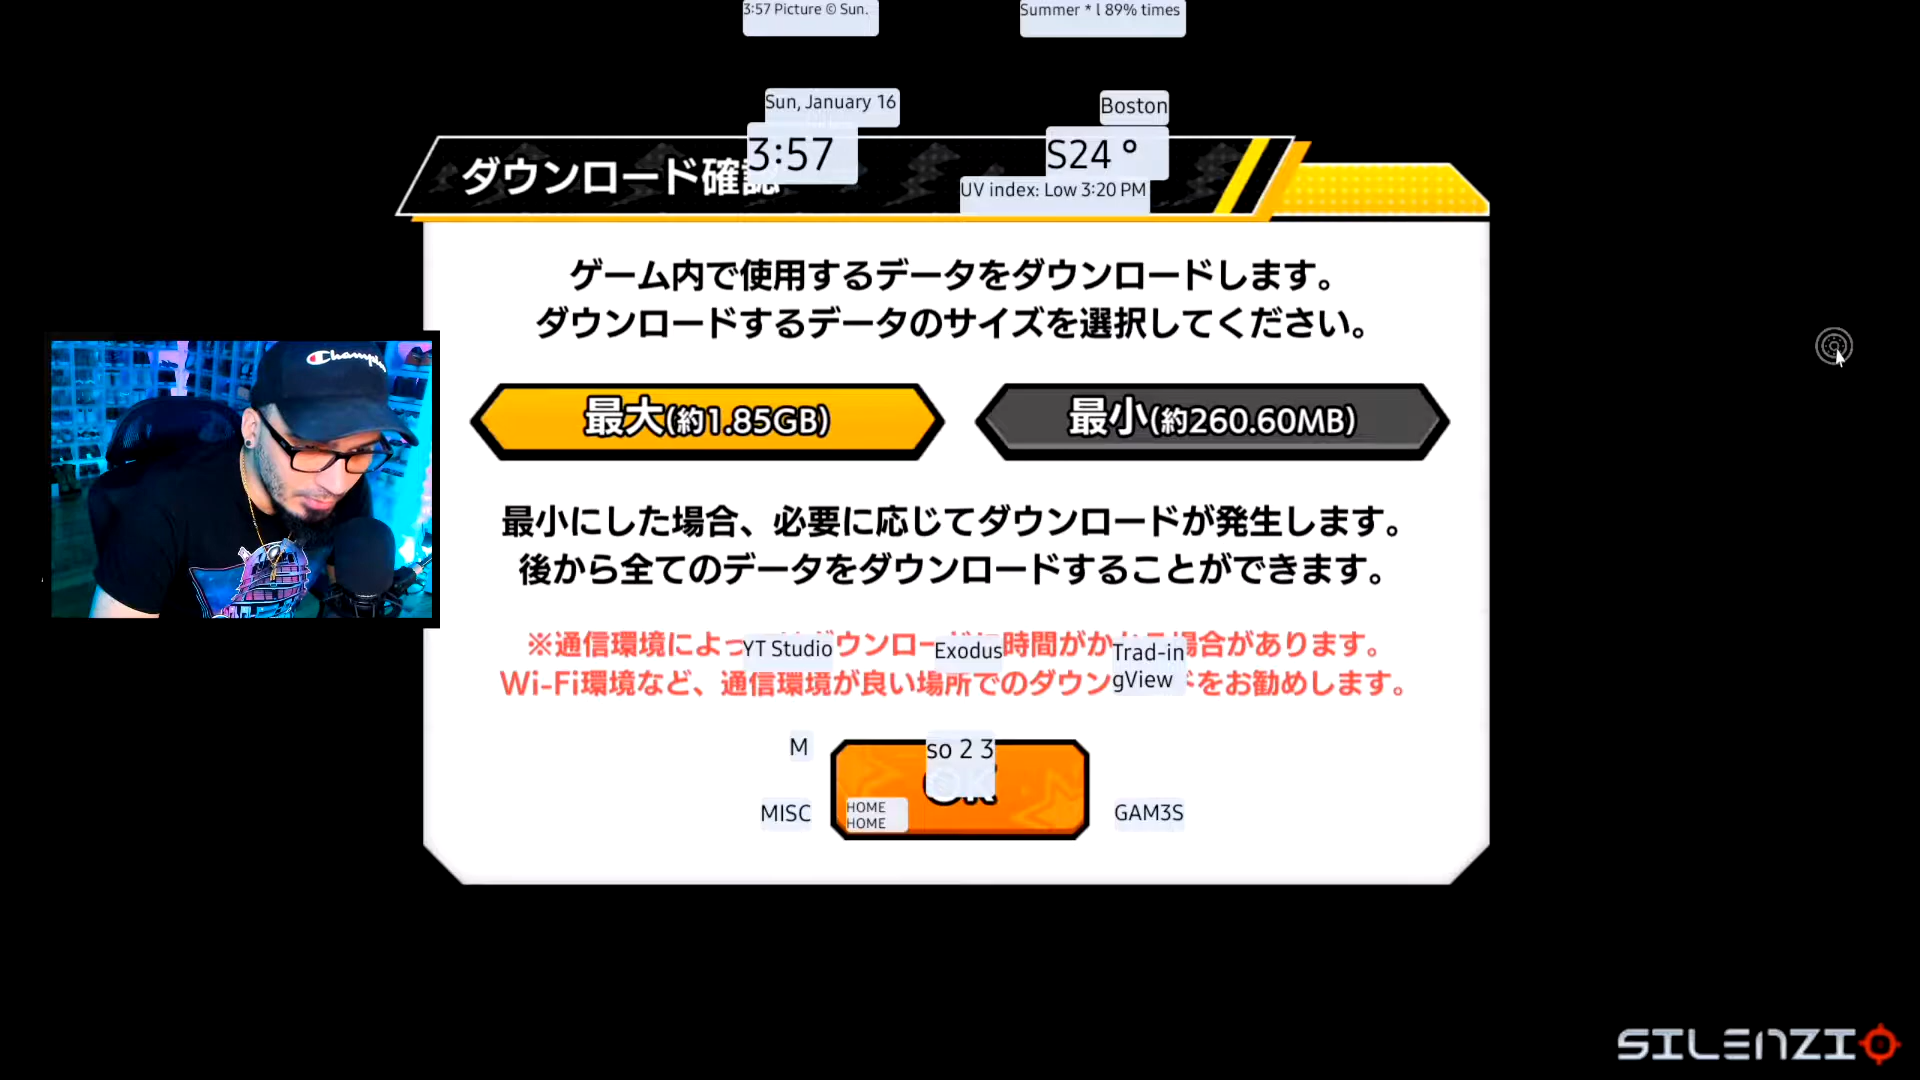 3:57 Picture © Sun.
Summer * l 89% times
Sun, January 16
Boston
3:57
S24 °
UV index: Low 3:20 PM
ダウンロード確認
ゲーム内で使用するデータをダウンロードします。
ダウンロードするデータのサイズを選択してください。
最大(約1.85GB)
最小(約260.60MB)
Champion
最小にした場合、必要に応じてダウンロードが発生します。
後から全てのデータをダウンロードすることができます。
※通信環境によっ ウンロー 時間がか 場合があります。
YT Studio
Exodus
Trad-in
gView
Wi-Fi環境など、通信環境が良い場所でのダウン をお勧めします。
M
so 2 3
OK
MISC
HOME
HOME
GAM3S
SILENZIO